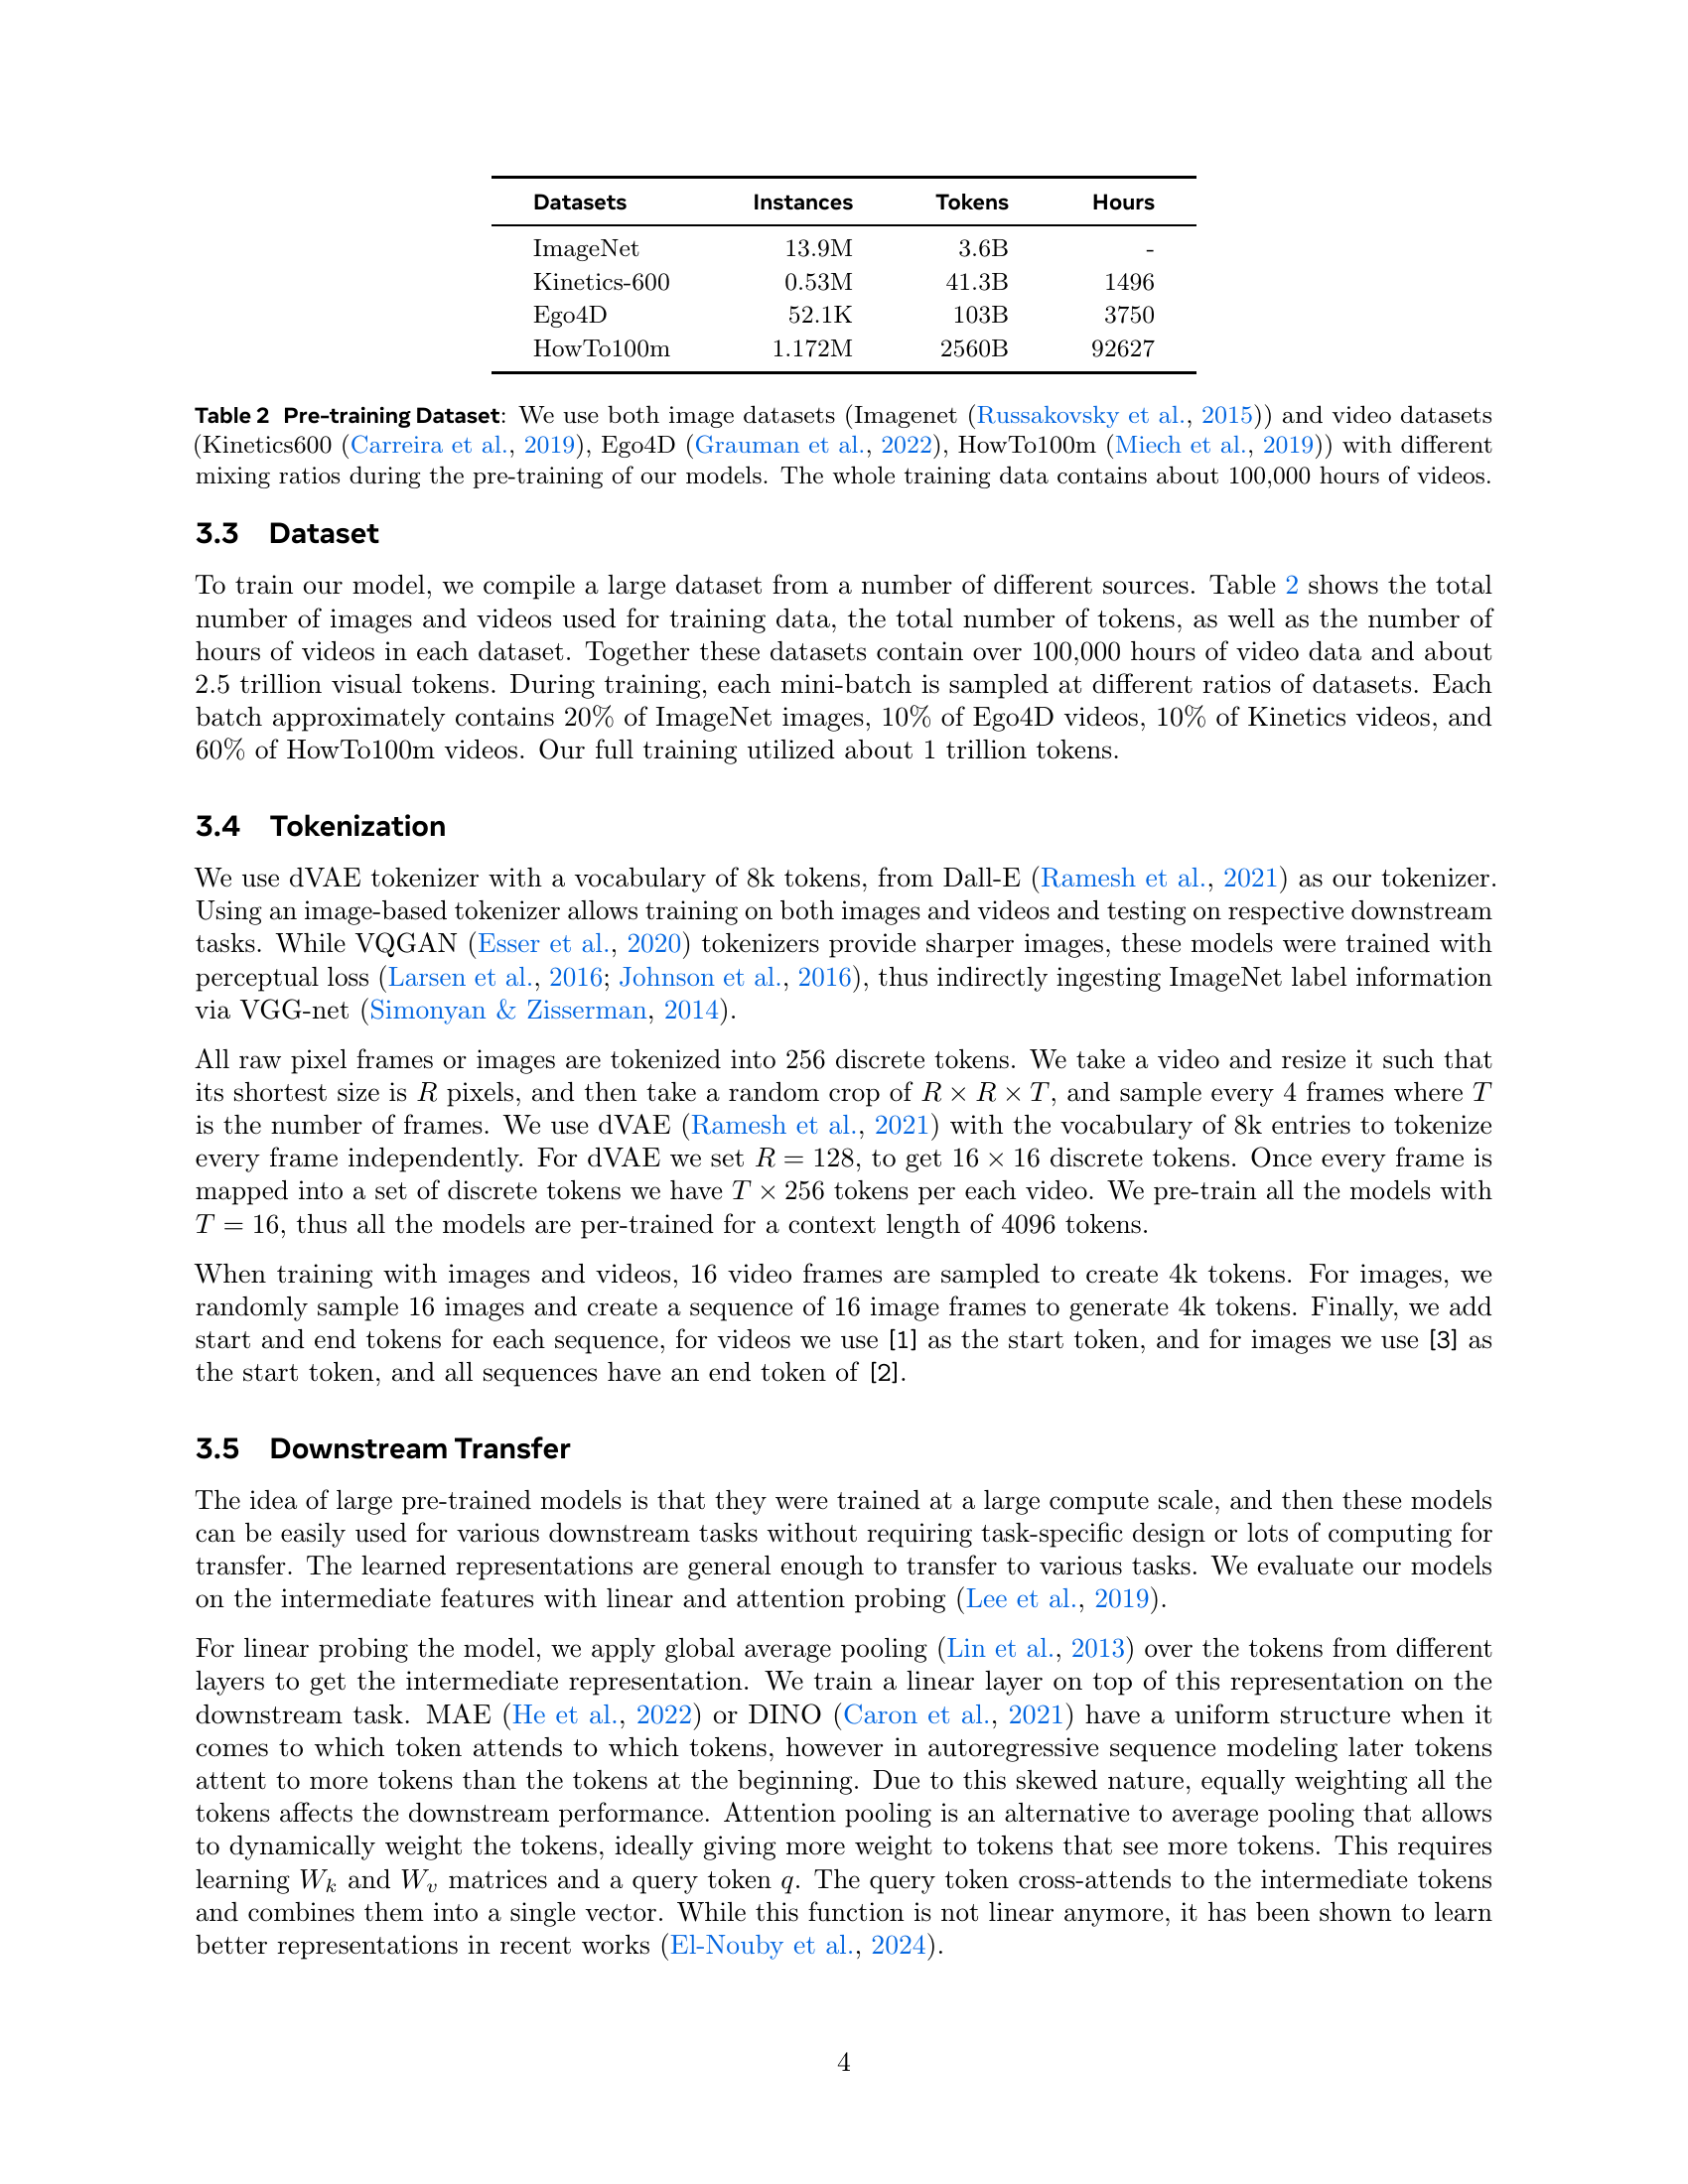 Datasets Instances Tokens Hours
ImageNet 13.9M 3.6B -
Kinetics-600 0.53M 41.3B 1496
Ego4D 52.1K 103B 3750
HowTo100m 1.172M 2560B 92627
Table 2 Pre-training Dataset: We use both image datasets (Imagenet (Russakovsky et al., 2015)) and video datasets
(Kinetics600 (Carreira et al., 2019), Ego4D (Grauman et al., 2022), HowTo100m (Miech et al., 2019)) with different
mixing ratios during the pre-training of our models. The whole training data contains about 100,000 hours of videos.
3.3 Dataset
To train our model, we compile a large dataset from a number of different sources. Table 2 shows the total
number of images and videos used for training data, the total number of tokens, as well as the number of
hours of videos in each dataset. Together these datasets contain over 100,000 hours of video data and about
2.5 trillion visual tokens. During training, each mini-batch is sampled at different ratios of datasets. Each
batch approximately contains 20% of ImageNet images, 10% of Ego4D videos, 10% of Kinetics videos, and
60% of HowTo100m videos. Our full training utilized about 1 trillion tokens.
3.4 Tokenization
We use dVAE tokenizer with a vocabulary of 8k tokens, from Dall-E (Ramesh et al., 2021) as our tokenizer.
Using an image-based tokenizer allows training on both images and videos and testing on respective downstream
tasks. While VQGAN (Esser et al., 2020) tokenizers provide sharper images, these models were trained with
perceptual loss (Larsen et al., 2016; Johnson et al., 2016), thus indirectly ingesting ImageNet label information
via VGG-net (Simonyan & Zisserman, 2014).
All raw pixel frames or images are tokenized into 256 discrete tokens. We take a video and resize it such that
its shortest size is R pixels, and then take a random crop of R × R × T, and sample every 4 frames where T
is the number of frames. We use dVAE (Ramesh et al., 2021) with the vocabulary of 8k entries to tokenize
every frame independently. For dVAE we set R = 128, to get 16 × 16 discrete tokens. Once every frame is
mapped into a set of discrete tokens we have T × 256 tokens per each video. We pre-train all the models with
T = 16, thus all the models are per-trained for a context length of 4096 tokens.
When training with images and videos, 16 video frames are sampled to create 4k tokens. For images, we
randomly sample 16 images and create a sequence of 16 image frames to generate 4k tokens. Finally, we add
start and end tokens for each sequence, for videos we use [1] as the start token, and for images we use [3] as
the start token, and all sequences have an end token of [2].
3.5 Downstream Transfer
The idea of large pre-trained models is that they were trained at a large compute scale, and then these models
can be easily used for various downstream tasks without requiring task-specific design or lots of computing for
transfer. The learned representations are general enough to transfer to various tasks. We evaluate our models
on the intermediate features with linear and attention probing (Lee et al., 2019).
For linear probing the model, we apply global average pooling (Lin et al., 2013) over the tokens from different
layers to get the intermediate representation. We train a linear layer on top of this representation on the
downstream task. MAE (He et al., 2022) or DINO (Caron et al., 2021) have a uniform structure when it
comes to which token attends to which tokens, however in autoregressive sequence modeling later tokens
attent to more tokens than the tokens at the beginning. Due to this skewed nature, equally weighting all the
tokens affects the downstream performance. Attention pooling is an alternative to average pooling that allows
to dynamically weight the tokens, ideally giving more weight to tokens that see more tokens. This requires
learning Wk and Wv matrices and a query token q. The query token cross-attends to the intermediate tokens
and combines them into a single vector. While this function is not linear anymore, it has been shown to learn
better representations in recent works (El-Nouby et al., 2024).
4